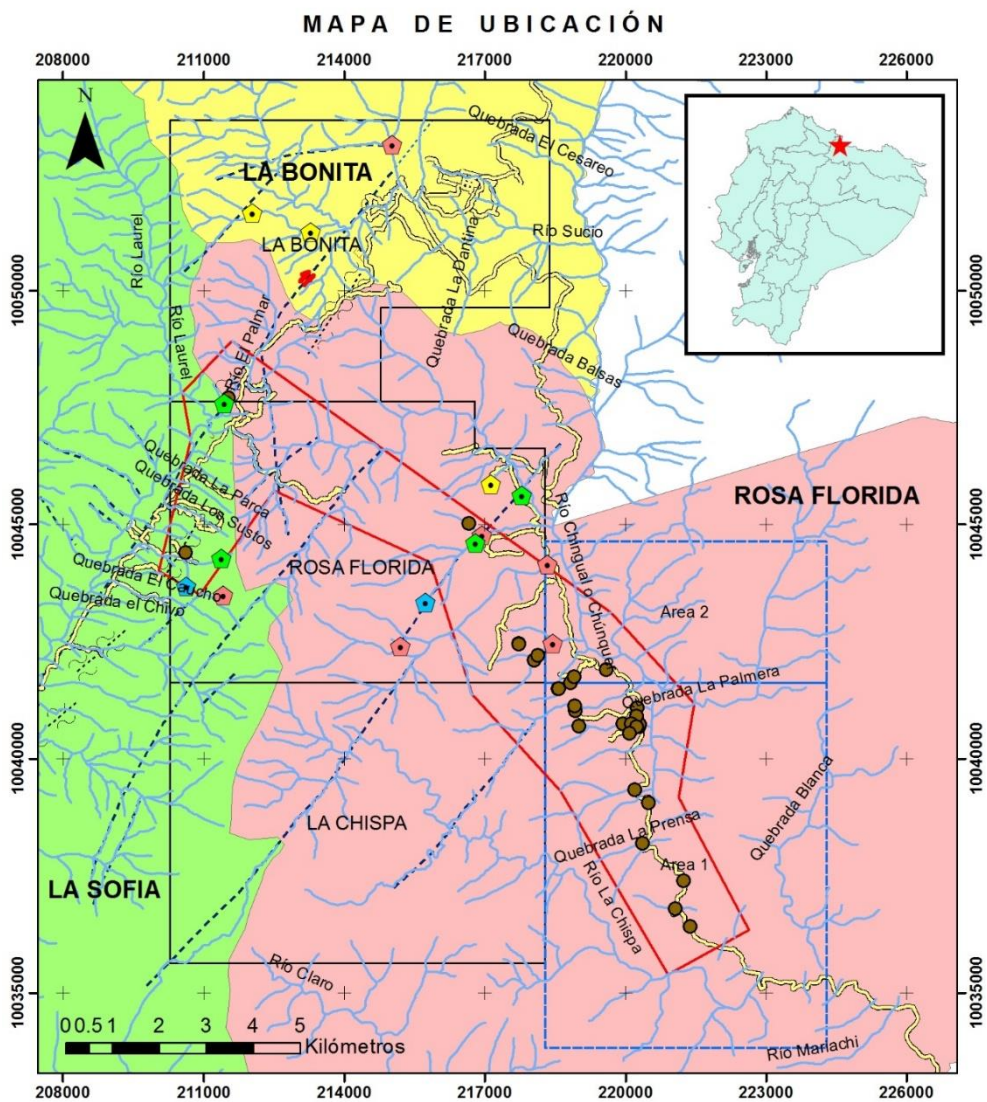 MAPA DE UBICACIÓN
208000 211000 214000 217000 220000 223000 226000
N
Quebrada El Cesareo
LA BONITA
Río Laurel
LA BONITA
Quebrada La Dantina
Río Sucio
10050000 10050000
Río Laurel
Río El Palmar
Quebrada Balsas
Quebrada La Parca
Quebrada Los Sustos
ROSA FLORIDA
10045000 10045000
Río Chingual o Chúnquer
Quebrada El Caucho
ROSA FLORIDA
Quebrada el Chivo
Area 2
Quebrada La Palmera
10040000 10040000
LA CHISPA
Quebrada La Prensa
Quebrada Blanca
Area 1
LA SOFIA
Río La Chispa
Río Claro
10035000 10035000
0 0.5 1 2 3 4 5
Kilómetros
Río Mariachi
208000 211000 214000 217000 220000 223000 226000